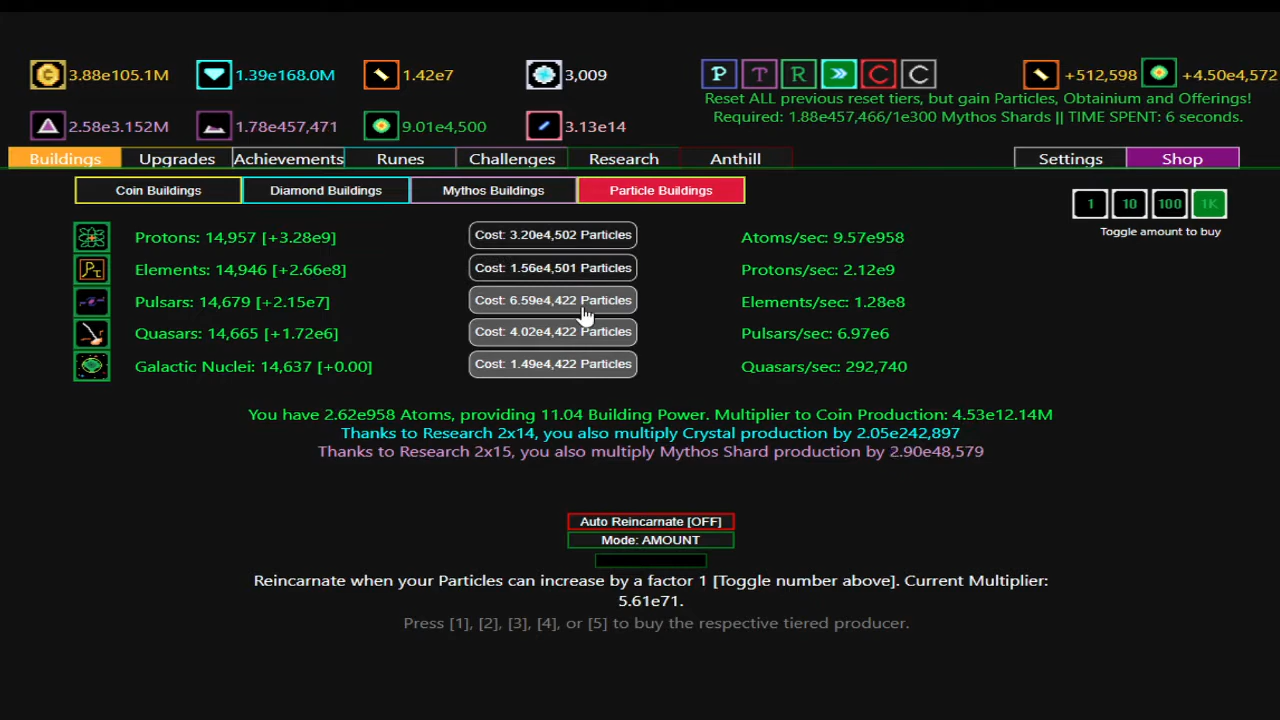 3.88e105.1M 1.39e168.0M 1.42e7 3,009 P T R » C C +512,598 +4.50e4,572
Reset ALL previous reset tiers, but gain Particles, Obtainium and Offerings!
Required: 1.88e457,466/1e300 Mythos Shards || TIME SPENT: 6 seconds.
2.58e3.152M 1.78e457,471 9.01e4,500 3.13e14
Buildings Upgrades Achievements Runes Challenges Research Anthill Settings Shop
Coin Buildings Diamond Buildings Mythos Buildings Particle Buildings
1 10 100 1K
Toggle amount to buy
Protons: 14,957 [+3.28e9] Cost: 3.20e4,502 Particles Atoms/sec: 9.57e958
Elements: 14,946 [+2.66e8] Cost: 1.56e4,501 Particles Protons/sec: 2.12e9
Pulsars: 14,679 [+2.15e7] Cost: 6.59e4,422 Particles Elements/sec: 1.28e8
Quasars: 14,665 [+1.72e6] Cost: 4.02e4,422 Particles Pulsars/sec: 6.97e6
Galactic Nuclei: 14,637 [+0.00] Cost: 1.49e4,422 Particles Quasars/sec: 292,740
You have 2.62e958 Atoms, providing 11.04 Building Power. Multiplier to Coin Production: 4.53e12.14M
Thanks to Research 2x14, you also multiply Crystal production by 2.05e242,897
Thanks to Research 2x15, you also multiply Mythos Shard production by 2.90e48,579
Auto Reincarnate [OFF]
Mode: AMOUNT
Reincarnate when your Particles can increase by a factor 1 [Toggle number above]. Current Multiplier:
5.61e71.
Press [1], [2], [3], [4], or [5] to buy the respective tiered producer.